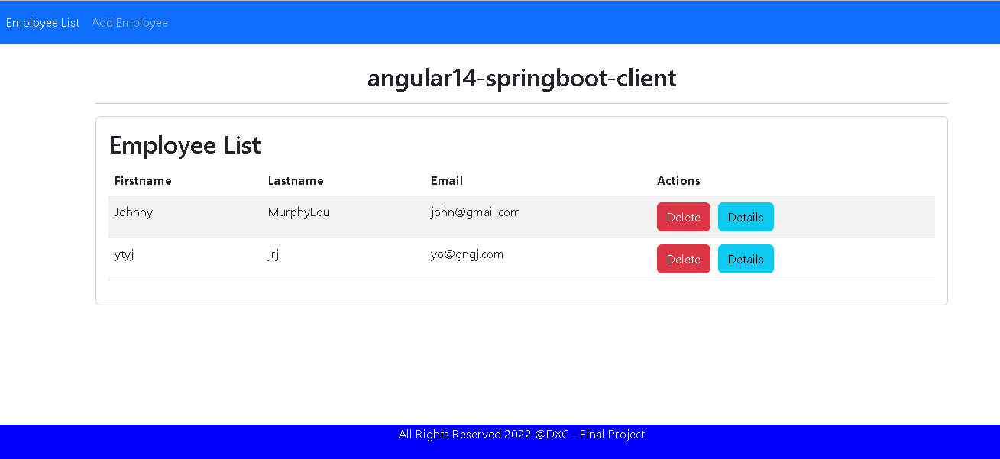 Employee List Add Employee
angular14-springboot-client
Employee List
Firstname Lastname Email Actions
Johnny MurphyLou john@gmail.com Delete Details
ytyj jrj yo@gngj.com Delete Details
All Rights Reserved 2022 @DXC - Final Project